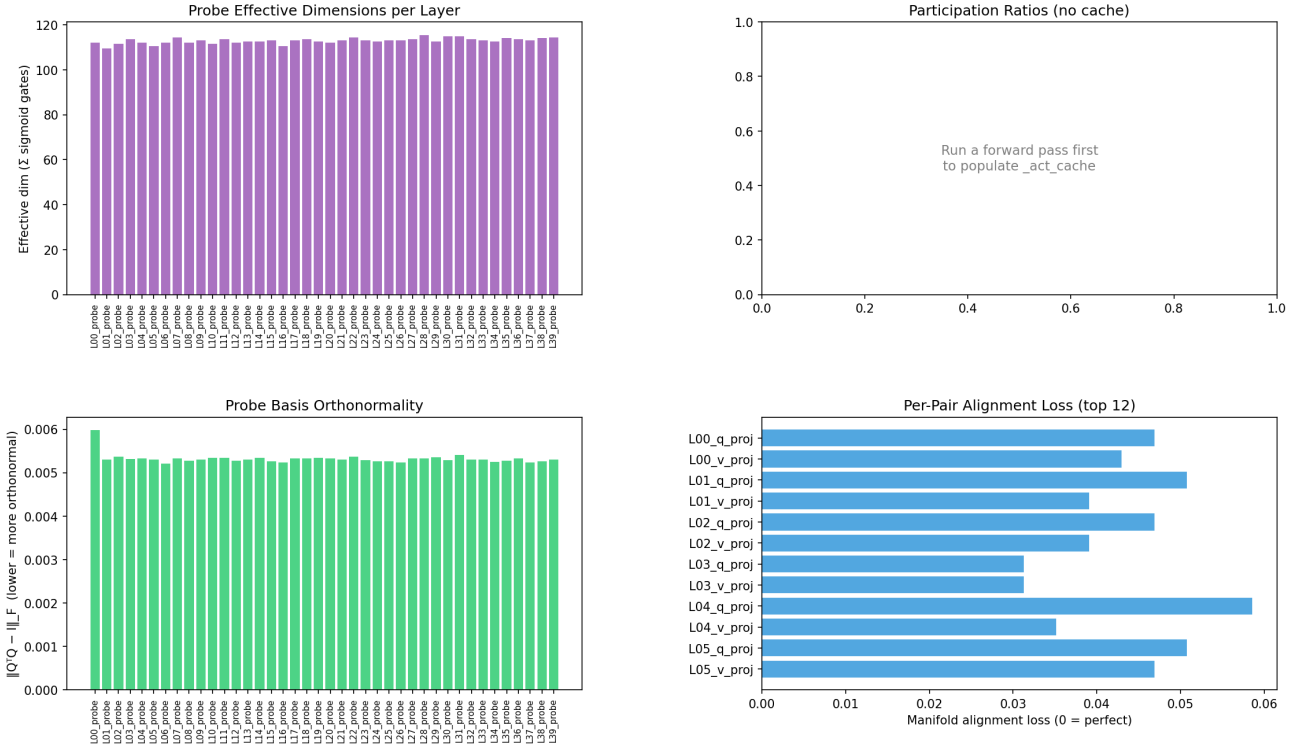 Probe Effective Dimensions per Layer
Effective dim (Σ sigmoid gates)
120
100
80
60
40
20
0
L00_probe
L01_probe
L02_probe
L03_probe
L04_probe
L05_probe
L06_probe
L07_probe
L08_probe
L09_probe
L10_probe
L11_probe
L12_probe
L13_probe
L14_probe
L15_probe
L16_probe
L17_probe
L18_probe
L19_probe
L20_probe
L21_probe
L22_probe
L23_probe
L24_probe
L25_probe
L26_probe
L27_probe
L28_probe
L29_probe
L30_probe
L31_probe
L32_probe
L33_probe
L34_probe
L35_probe
L36_probe
L37_probe
L38_probe
L39_probe
Participation Ratios (no cache)
1.0
0.8
0.6
0.4
0.2
0.0
Run a forward pass first
to populate _act_cache
0.0 0.2 0.4 0.6 0.8 1.0
Probe Basis Orthonormality
‖QᵀQ − I‖_F (lower = more orthonormal)
0.006
0.005
0.004
0.003
0.002
0.001
0.000
L00_probe
L01_probe
L02_probe
L03_probe
L04_probe
L05_probe
L06_probe
L07_probe
L08_probe
L09_probe
L10_probe
L11_probe
L12_probe
L13_probe
L14_probe
L15_probe
L16_probe
L17_probe
L18_probe
L19_probe
L20_probe
L21_probe
L22_probe
L23_probe
L24_probe
L25_probe
L26_probe
L27_probe
L28_probe
L29_probe
L30_probe
L31_probe
L32_probe
L33_probe
L34_probe
L35_probe
L36_probe
L37_probe
L38_probe
L39_probe
Per-Pair Alignment Loss (top 12)
L00_q_proj
L00_v_proj
L01_q_proj
L01_v_proj
L02_q_proj
L02_v_proj
L03_q_proj
L03_v_proj
L04_q_proj
L04_v_proj
L05_q_proj
L05_v_proj
0.00 0.01 0.02 0.03 0.04 0.05 0.06
Manifold alignment loss (0 = perfect)